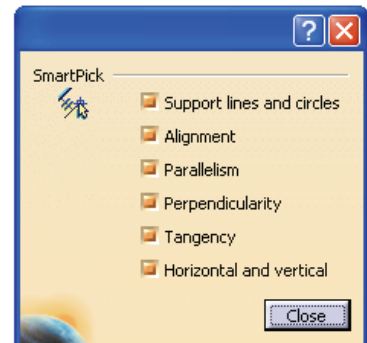 SmartPick
Support lines and circles
Alignment
Parallelism
Perpendicularity
Tangency
Horizontal and vertical
Close